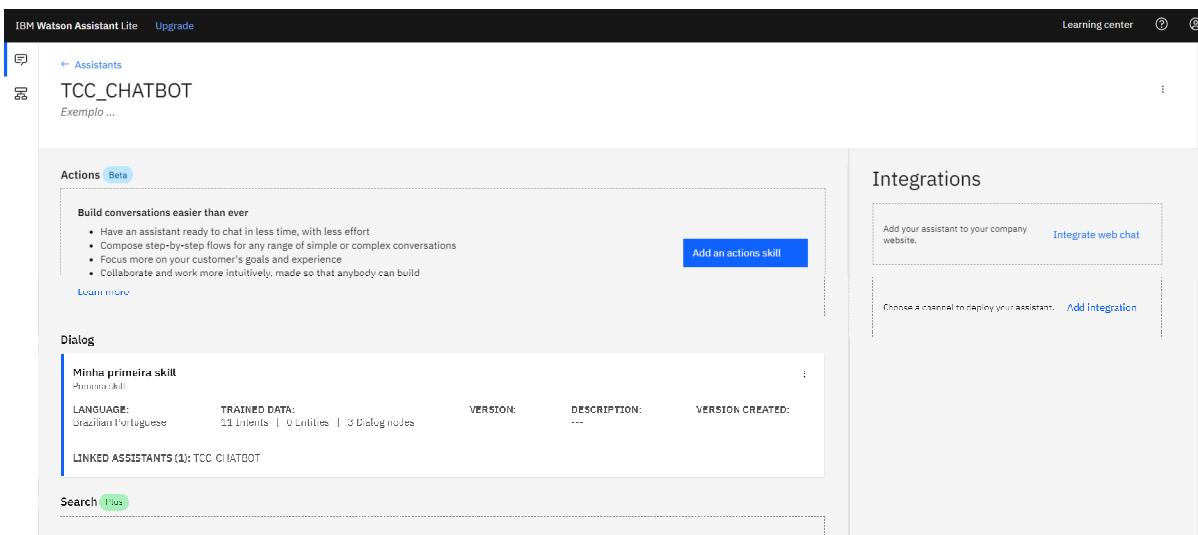 IBM Watson Assistant Lite Upgrade Learning center
← Assistants
TCC_CHATBOT
Exemplo ...
Actions Beta
Build conversations easier than ever
• Have an assistant ready to chat in less time, with less effort
• Compose step-by-step flows for any range of simple or complex conversations
• Focus more on your customer's goals and experience
• Collaborate and work more intuitively, made so that anybody can build
Learn more
Add an actions skill
Dialog
Minha primeira skill
Primeira skill
LANGUAGE: TRAINED DATA: VERSION: DESCRIPTION: VERSION CREATED:
Brazilian Portuguese 11 Intents | 0 Entities | 3 Dialog nodes ---
LINKED ASSISTANTS (1): TCC CHATBOT
Search Plus
Integrations
Add your assistant to your company
website.
Integrate web chat
Choose a channel to deploy your assistant. Add integration